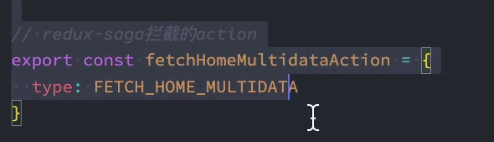 // redux-saga拦截的action
export const fetchHomeMultidataAction = {
  type: FETCH_HOME_MULTIDATA
}